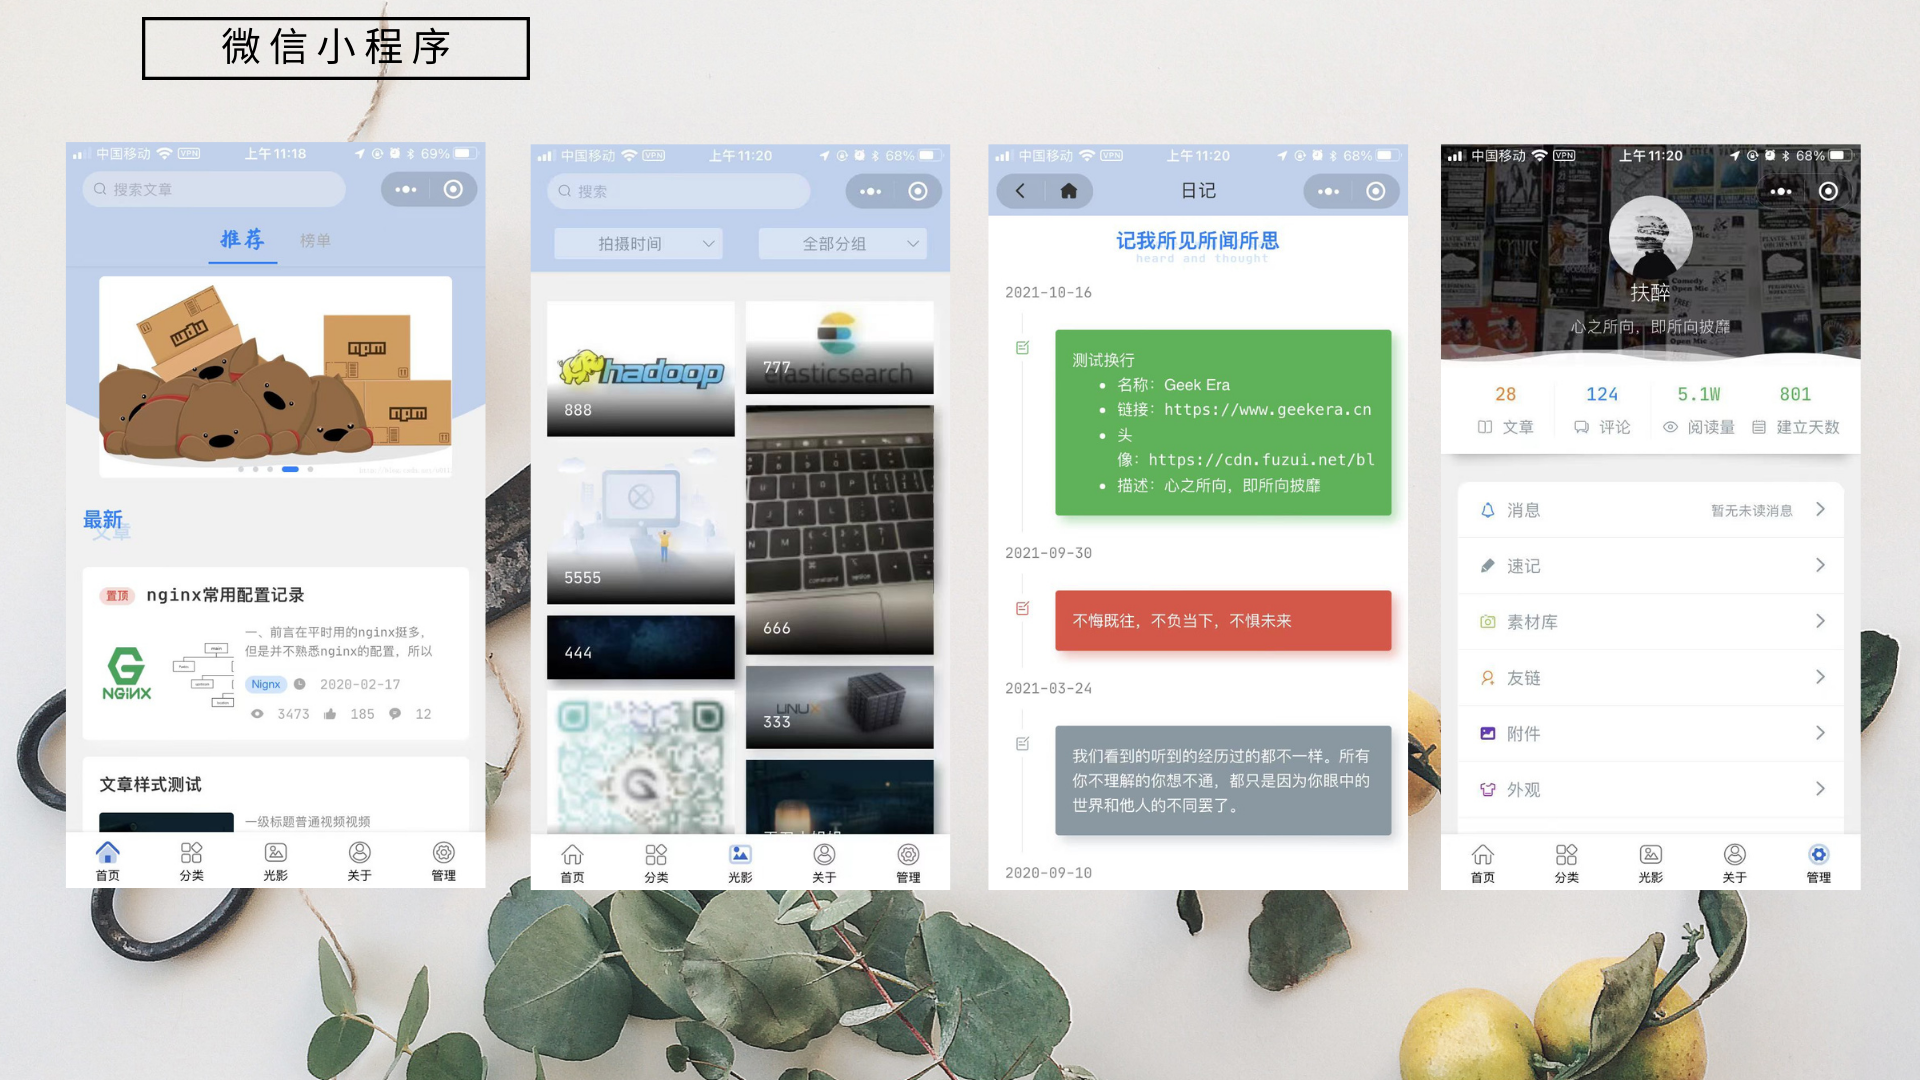 微信小程序
中国移动 VPN 上午11:18 69%
搜索文章
推荐 榜单
wdu
npm
npm
最新
文章
置顶 nginx常用配置记录
一、前言在平时用的nginx挺多,
但是并不熟悉nginx的配置，所以
NGINX
Nignx 2020-02-17
3473 185 12
文章样式测试
一级标题普通视频视频
首页 分类 光影 关于 管理
中国移动 VPN 上午11:20 68%
搜索
拍摄时间 全部分组
hadoop
888
elasticsearch
777
5555
666
444
LINUX
333
首页 分类 光影 关于 管理
中国移动 VPN 上午11:20 68%
日记
记我所见所闻所思
heard and thought
2021-10-16
测试换行
名称：Geek Era
链接：https://www.geekera.cn
头
像：https://cdn.fuzui.net/bl
描述：心之所向，即所向披靡
2021-09-30
不悔既往，不负当下，不惧未来
2021-03-24
我们看到的听到的经历过的都不一样。所有
你不理解的你想不通，都只是因为你眼中的
世界和他人的不同罢了。
2020-09-10
中国移动 VPN 上午11:20 68%
扶醉
心之所向，即所向披靡
28 124 5.1W 801
文章 评论 阅读量 建立天数
消息 暂无未读消息
速记
素材库
友链
附件
外观
首页 分类 光影 关于 管理